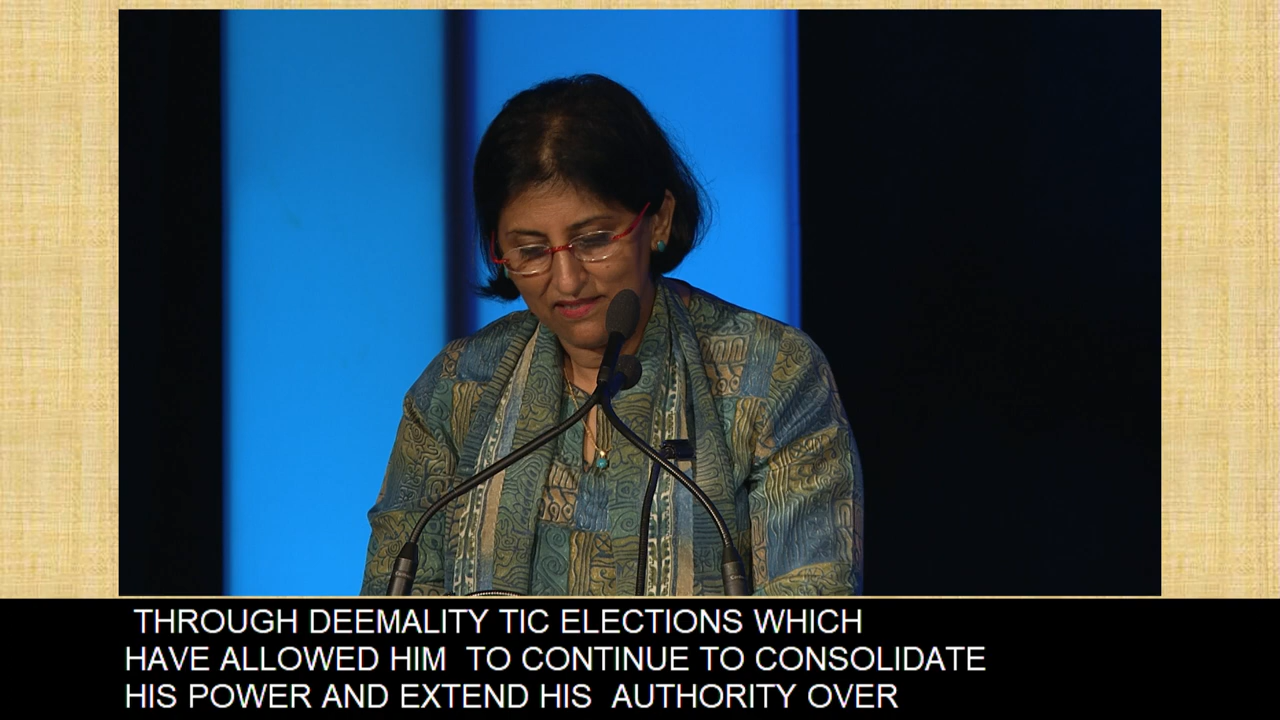 THROUGH DEEMALITY TIC ELECTIONS WHICH
HAVE ALLOWED HIM TO CONTINUE TO CONSOLIDATE
HIS POWER AND EXTEND HIS AUTHORITY OVER